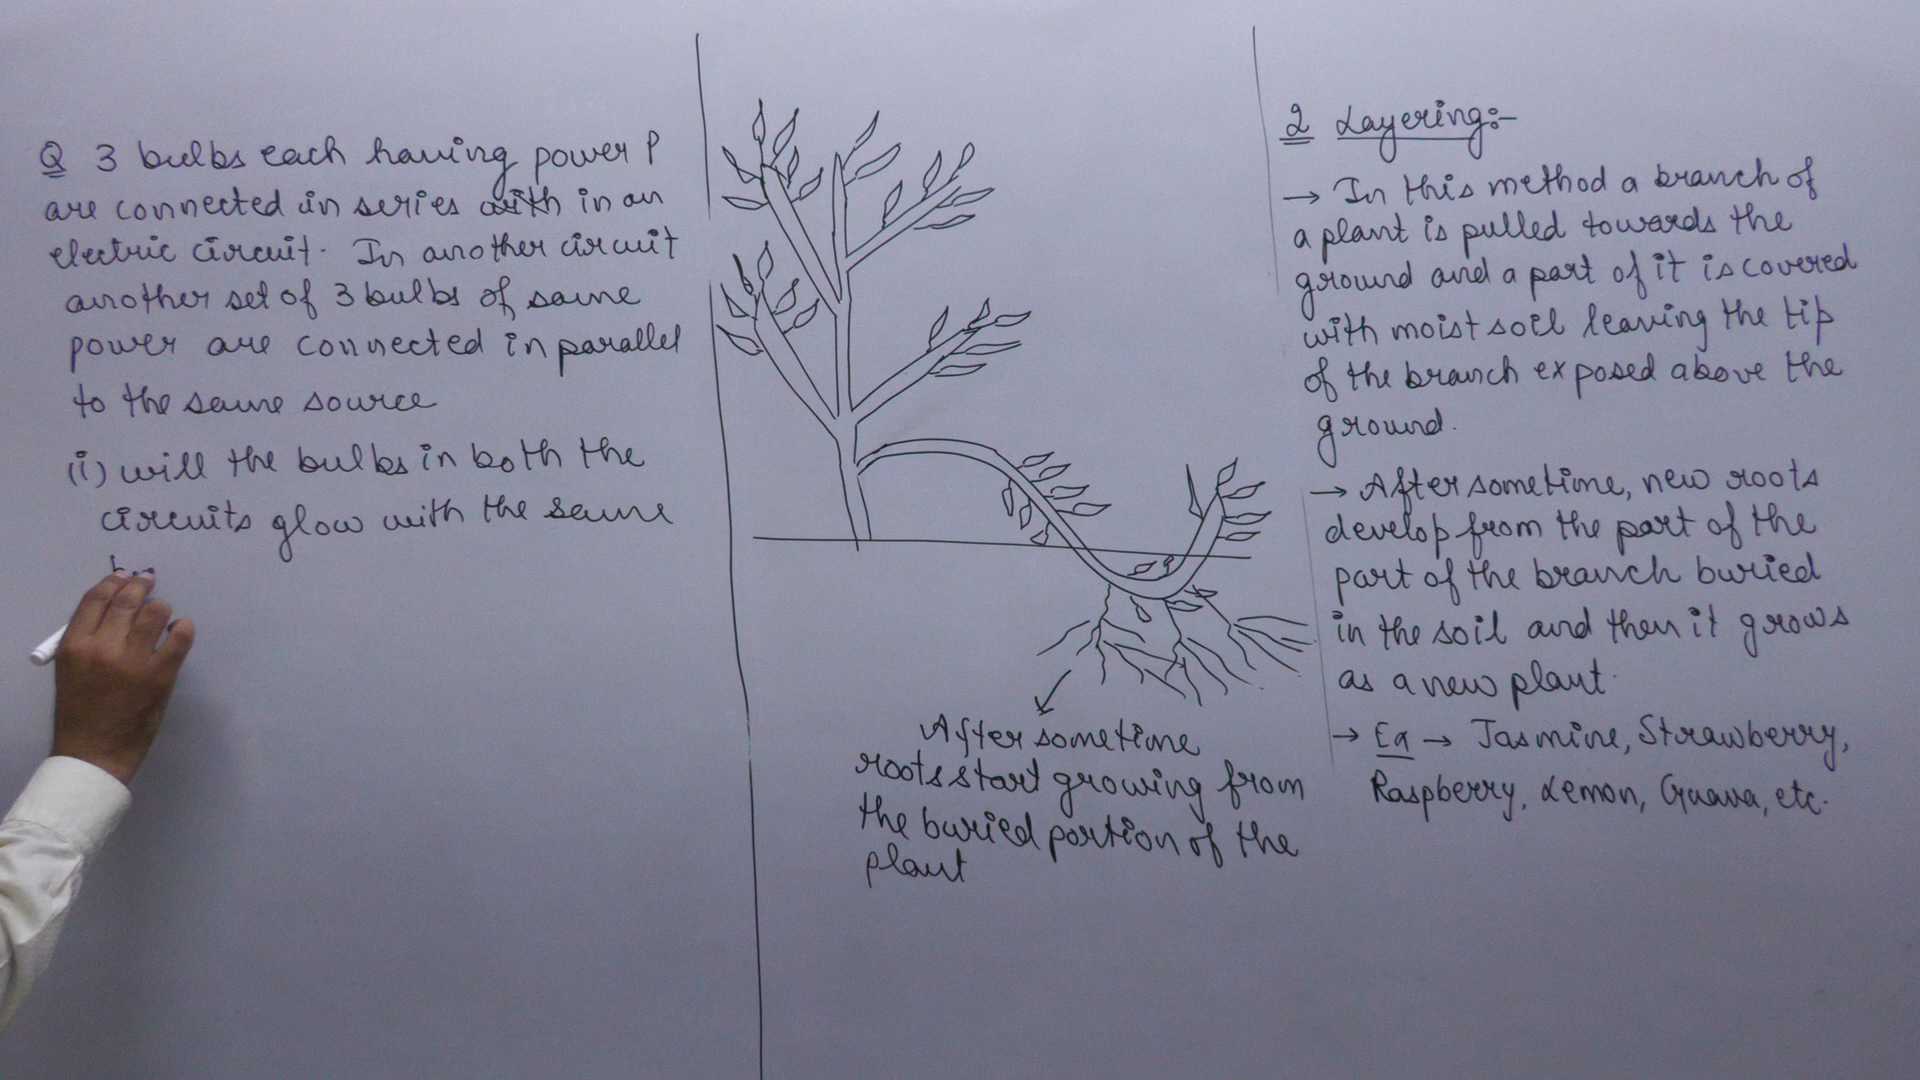 Q 3 bulbs each having power P
are connected in series with in an
electric circuit. In another circuit
another set of 3 bulbs of same
power are connected in parallel
to the same source
(i) will the bulbs in both the
circuits glow with the same
After sometime
roots start growing from
the buried portion of the
plant
2 Layering:-
→ In this method a branch of
a plant is pulled towards the
ground and a part of it is covered
with moist soil leaving the tip
of the branch exposed above the
ground.
→ After sometime, new roots
develop from the part of the
part of the branch buried
in the soil and then it grows
as a new plant.
→ Eg → Jasmine, Strawberry,
Raspberry, Lemon, Guava, etc.